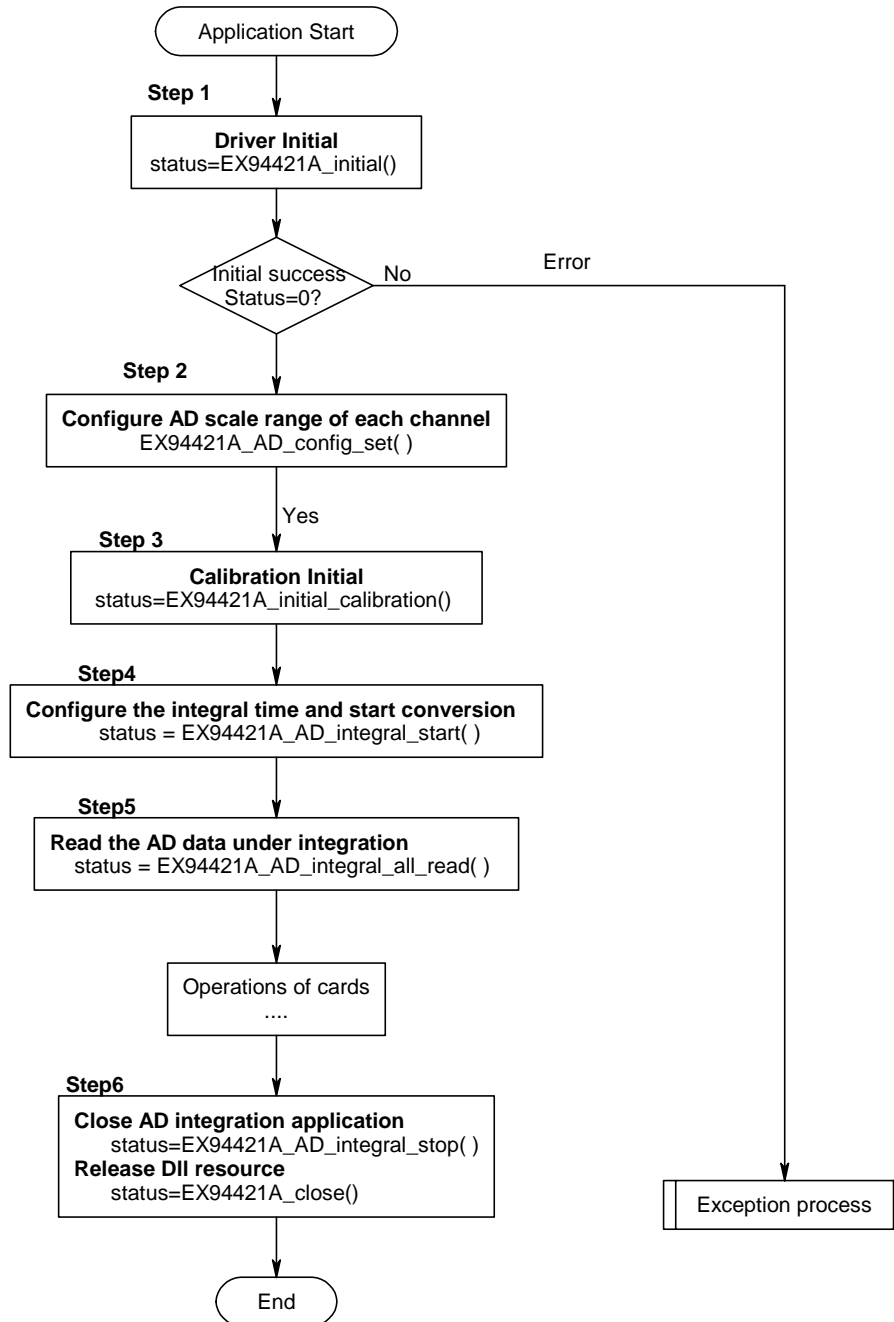 Application Start
Step 1
Driver Initial
status=EX94421A_initial()
Initial success
Status=0?
No
Error
Step 2
Configure AD scale range of each channel
EX94421A_AD_config_set( )
Yes
Step 3
Calibration Initial
status=EX94421A_initial_calibration()
Step4
Configure the integral time and start conversion
status = EX94421A_AD_integral_start( )
Step5
Read the AD data under integration
status = EX94421A_AD_integral_all_read( )
Operations of cards
....
Step6
Close AD integration application
status=EX94421A_AD_integral_stop( )
Release Dll resource
status=EX94421A_close()
Exception process
End